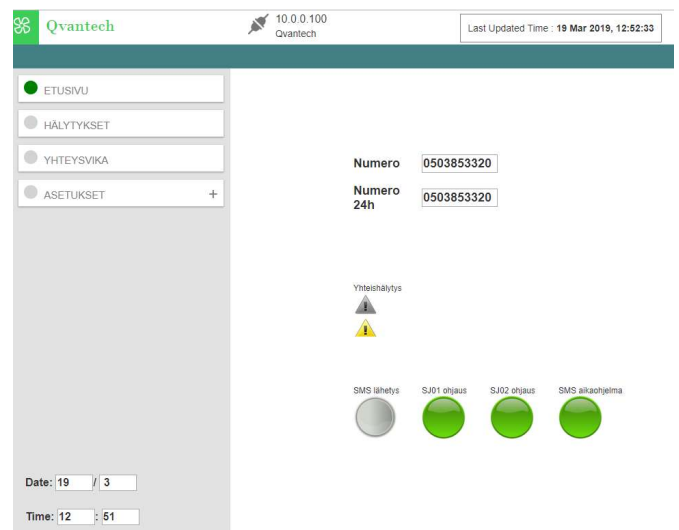 Qvantech
10.0.0.100
Qvantech
Last Updated Time : 19 Mar 2019, 12:52:33
ETUSIVU
HÄLYTYKSET
YHTEYSVIKA
ASETUKSET +
Numero 0503853320
Numero
24h 0503853320
Yhteishälytys
SMS lähetys SJ01 ohjaus SJ02 ohjaus SMS aikaohjelma
Date: 19 / 3
Time: 12 : 51